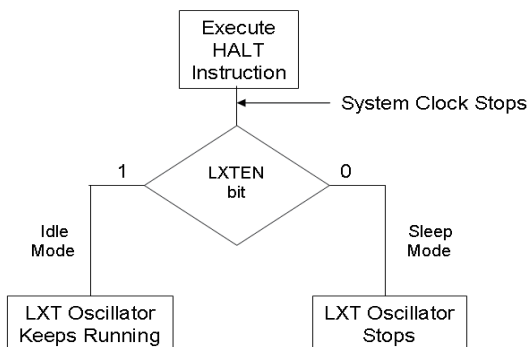 Execute
HALT
Instruction
System Clock Stops
LXTEN
bit
1
0
Idle
Mode
Sleep
Mode
LXT Oscillator
Keeps Running
LXT Oscillator
Stops